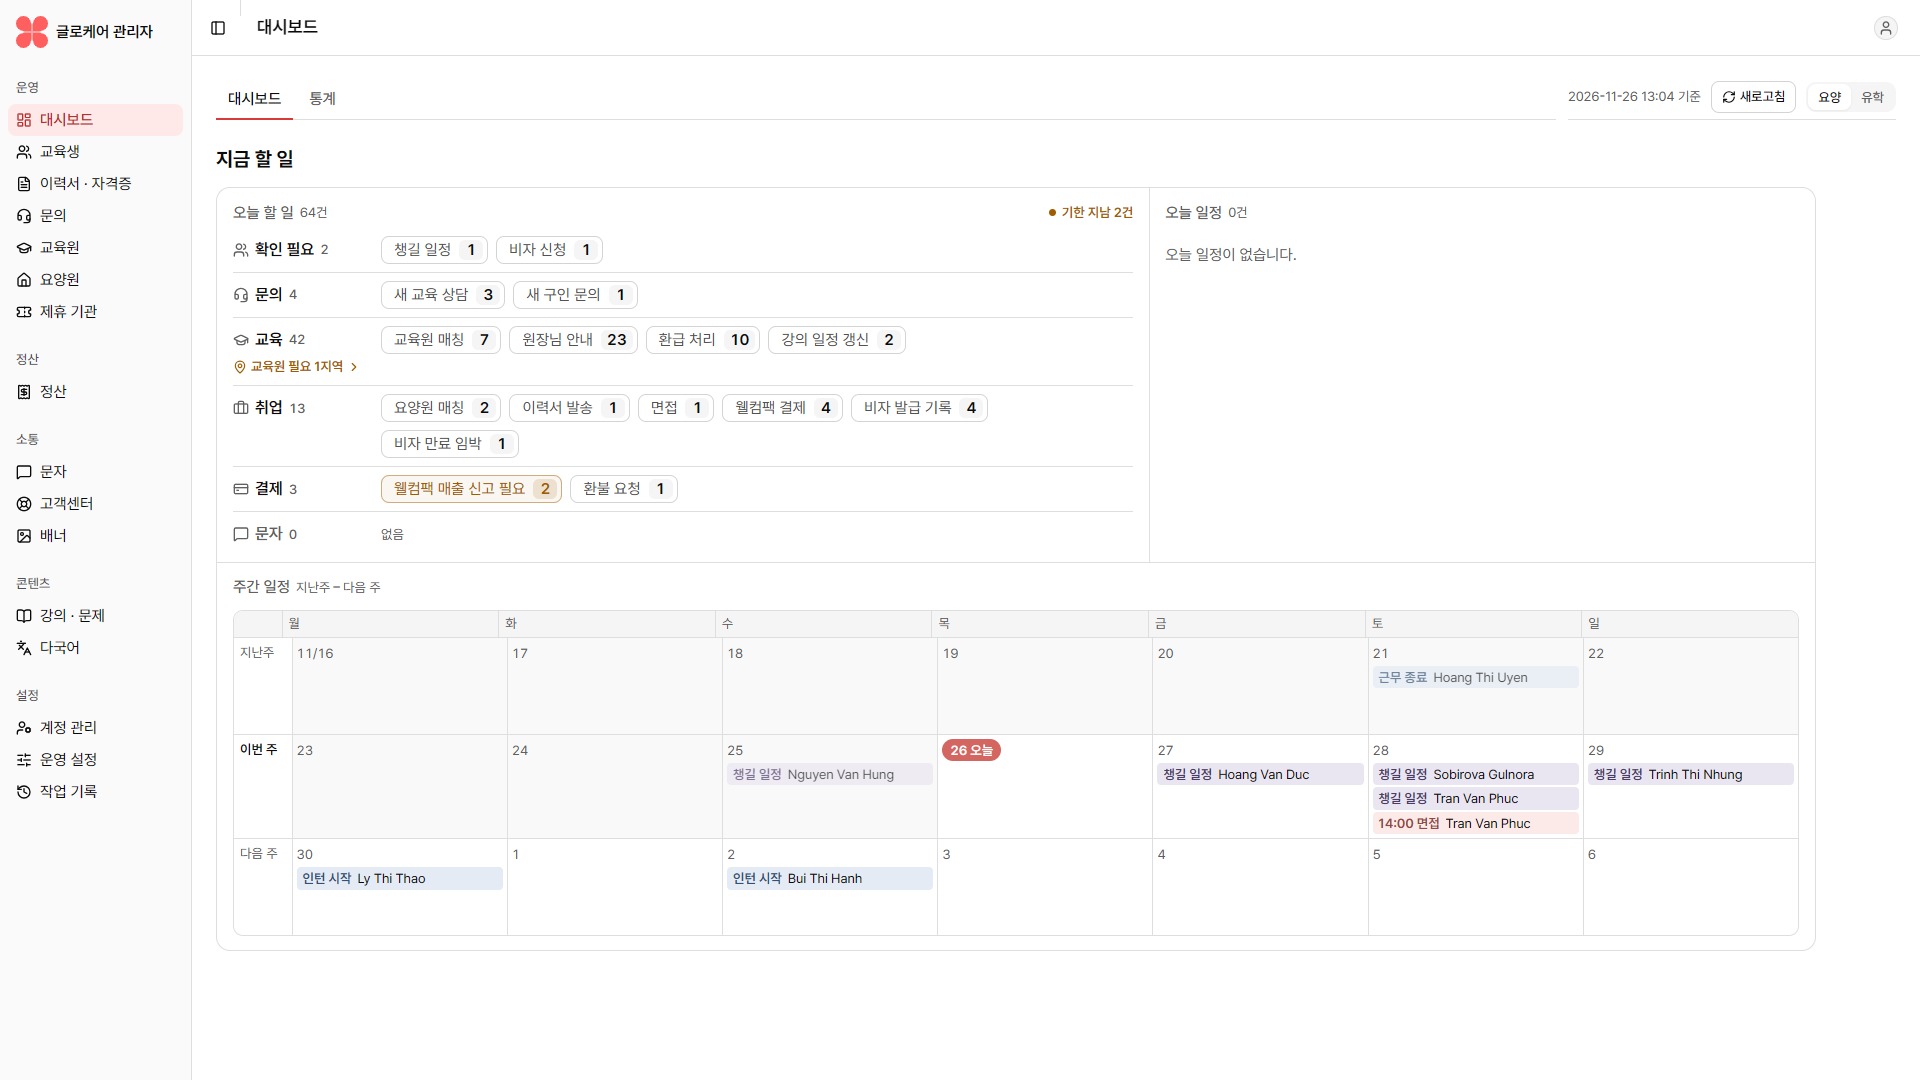 글로케어 관리자
대시보드
운영
대시보드
교육생
이력서 · 자격증
문의
교육원
요양원
제휴 기관
정산
정산
소통
문자
고객센터
배너
콘텐츠
강의 · 문제
다국어
설정
계정 관리
운영 설정
작업 기록
대시보드 통계
2026-11-26 13:04 기준 새로고침 요양 유학
지금 할 일
오늘 할 일 64건 기한 지남 2건
확인 필요 2 챙길 일정 1 비자 신청 1
문의 4 새 교육 상담 3 새 구인 문의 1
교육 42 교육원 매칭 7 원장님 안내 23 환급 처리 10 강의 일정 갱신 2
교육원 필요 1지역
취업 13 요양원 매칭 2 이력서 발송 1 면접 1 웰컴팩 결제 4 비자 발급 기록 4
비자 만료 임박 1
결제 3 웰컴팩 매출 신고 필요 2 환불 요청 1
문자 0 없음
오늘 일정 0건
오늘 일정이 없습니다.
주간 일정 지난주 – 다음 주
월 화 수 목 금 토 일
지난주 11/16 17 18 19 20 21 22
근무 종료 Hoang Thi Uyen
이번 주 23 24 25 26 오늘 27 28 29
챙길 일정 Nguyen Van Hung 챙길 일정 Hoang Van Duc 챙길 일정 Sobirova Gulnora 챙길 일정 Trinh Thi Nhung
챙길 일정 Tran Van Phuc
14:00 면접 Tran Van Phuc
다음 주 30 1 2 3 4 5 6
인턴 시작 Ly Thi Thao 인턴 시작 Bui Thi Hanh